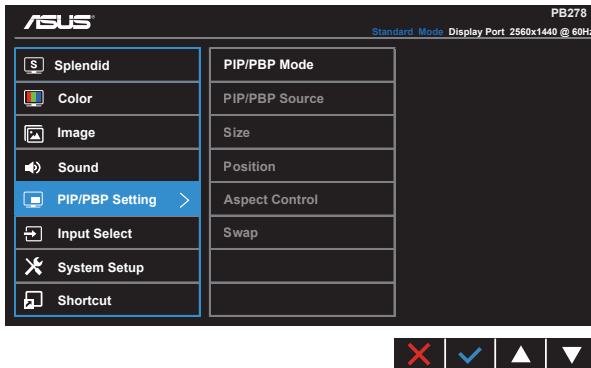 ASUS
PB278
Standard Mode Display Port 2560x1440 @ 60Hz
S Splendid
Color
Image
Sound
PIP/PBP Setting
Input Select
System Setup
Shortcut
PIP/PBP Mode
PIP/PBP Source
Size
Position
Aspect Control
Swap